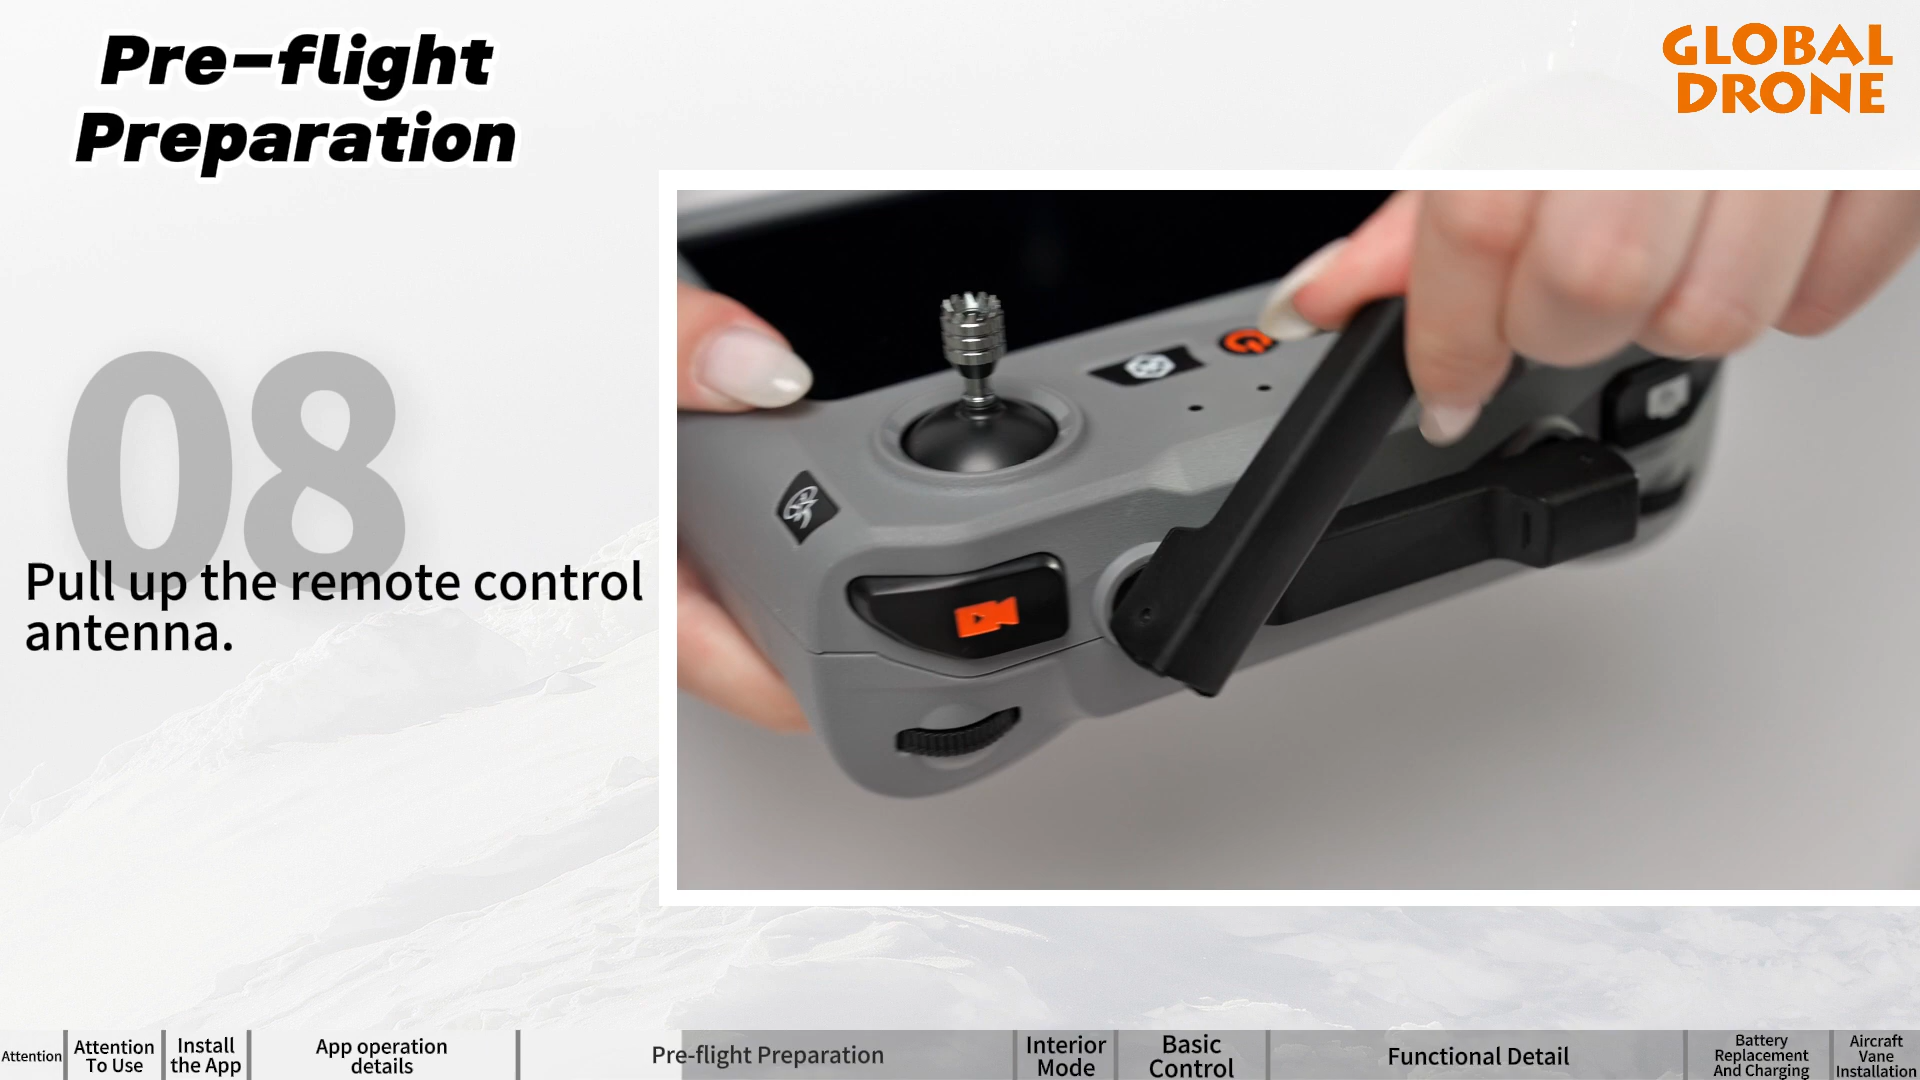 Pre-flight
Preparation
GLOBAL
DRONE
08
Pull up the remote control
antenna.
Attention
Attention
To Use
Install
the App
App operation
details
Pre-flight Preparation
Interior
Mode
Basic
Control
Functional Detail
Battery
Replacement
And Charging
Aircraft
Vane
Installation